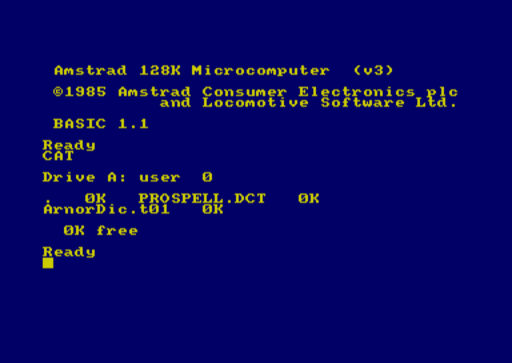 Amstrad 128K Microcomputer  (v3)
©1985 Amstrad Consumer Electronics plc
and Locomotive Software Ltd.
BASIC 1.1
Ready
CAT
Drive A: user  0
.   0K   PROSPELL.DCT   0K
ArnorDic.t01   0K
0K free
Ready